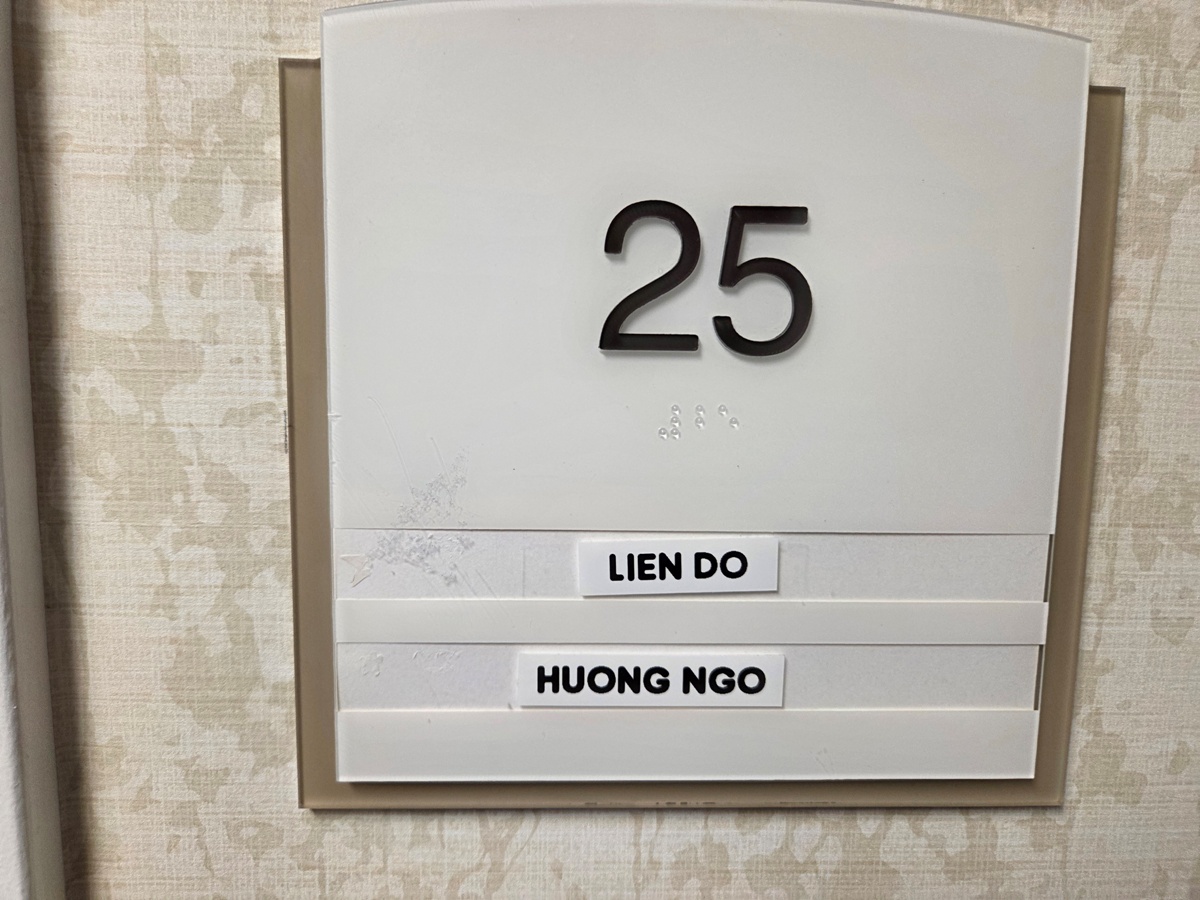 25
⠼⠃⠑
LIEN DO
HUONG NGO